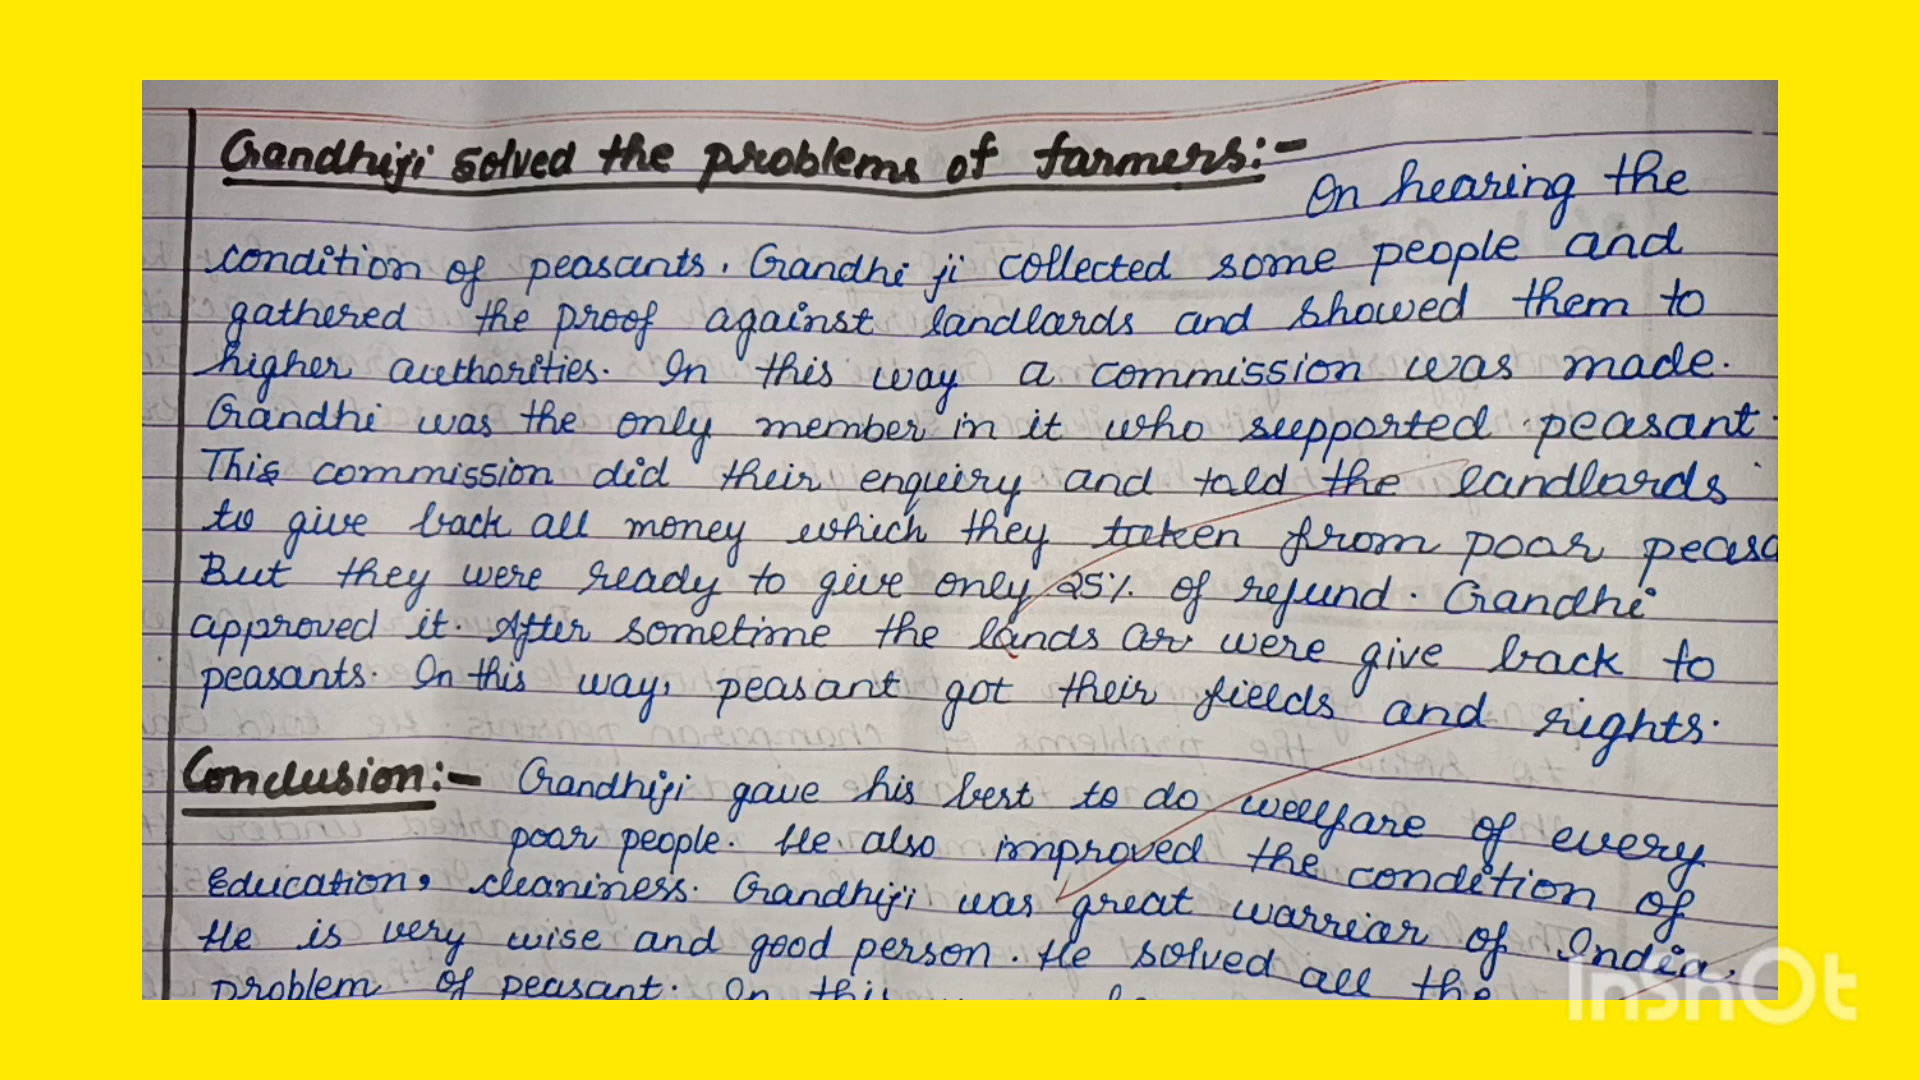 Gandhiji solved the problems of farmers:-
On hearing the
condition of peasants. Gandhi ji collected some people and
gathered the proof against landlards and showed them to
higher authorities. In this way a commission was made.
Gandhi was the only member in it who supported peasant.
This commission did their enquiry and told the landlards
to give back all money which they taken from poor peasa
But they were ready to give only 25% of refund. Gandhi
approved it. After sometime the lands ar were give back to
peasants. In this way, peasant got their fields and rights.
Conclusion:- Gandhiji gave his best to do wellfare of every
poor people. He also improved the condition of
Education, cleaniness. Gandhiji was great warrior of India.
He is very wise and good person. He solved all the
problem of peasant. In this
InShOt